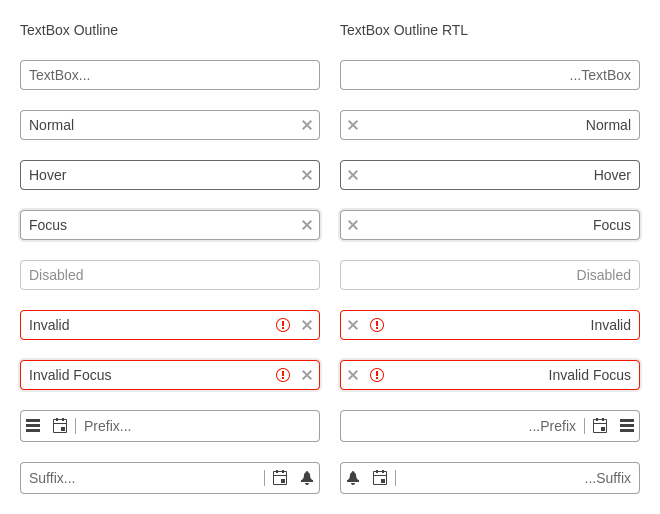 TextBox Outline
TextBox...
Normal
Hover
Focus
Disabled
Invalid
Invalid Focus
Prefix...
Suffix...
TextBox Outline RTL
...TextBox
Normal
Hover
Focus
Disabled
Invalid
Invalid Focus
...Prefix
...Suffix